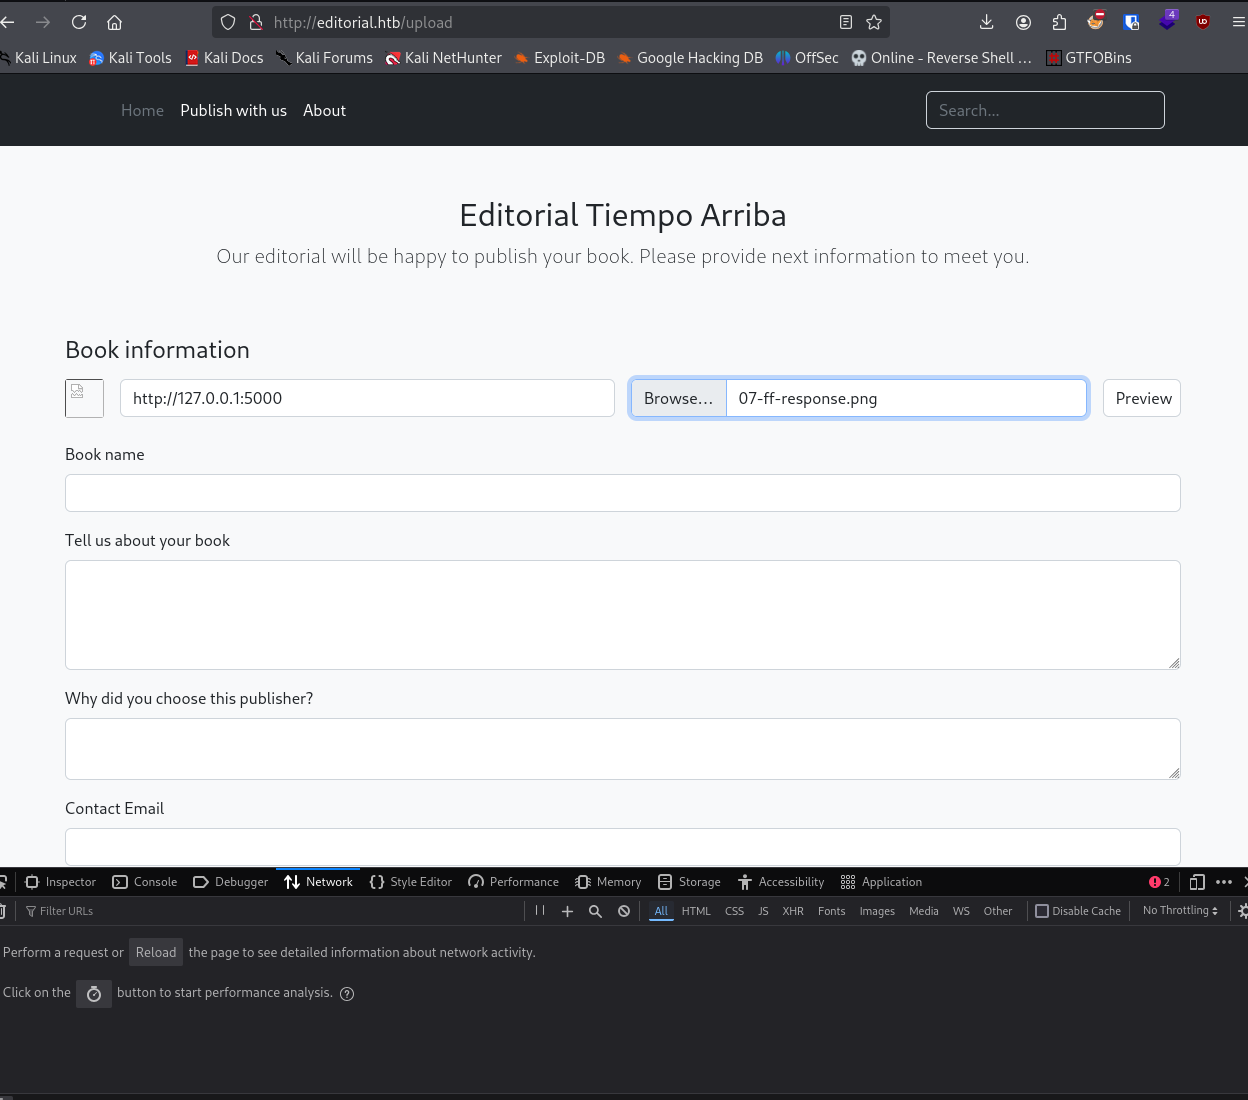 http://editorial.htb/upload
4
Kali Linux Kali Tools Kali Docs Kali Forums Kali NetHunter Exploit-DB Google Hacking DB OffSec Online - Reverse Shell … GTFOBins
Home Publish with us About Search...
Editorial Tiempo Arriba
Our editorial will be happy to publish your book. Please provide next information to meet you.
Book information
http://127.0.0.1:5000 Browse... 07-ff-response.png Preview
Book name
Tell us about your book
Why did you choose this publisher?
Contact Email
Inspector Console Debugger Network Style Editor Performance Memory Storage Accessibility Application 2
Filter URLs All HTML CSS JS XHR Fonts Images Media WS Other Disable Cache No Throttling
Perform a request or Reload the page to see detailed information about network activity.
Click on the button to start performance analysis. ?